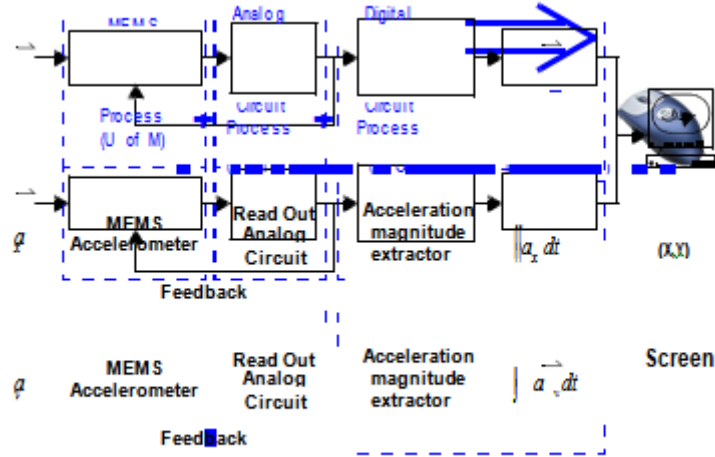 MEMS
Analog
Digital
Process
(U of M)
Circuit
Process
Circuit
Process
MEMS
Accelerometer
Read Out
Analog
Circuit
Acceleration
magnitude
extractor
a_x dt
(X,Y)
Feedback
MEMS
Accelerometer
Read Out
Analog
Circuit
Acceleration
magnitude
extractor
∫ a dt
Screen
Feedback